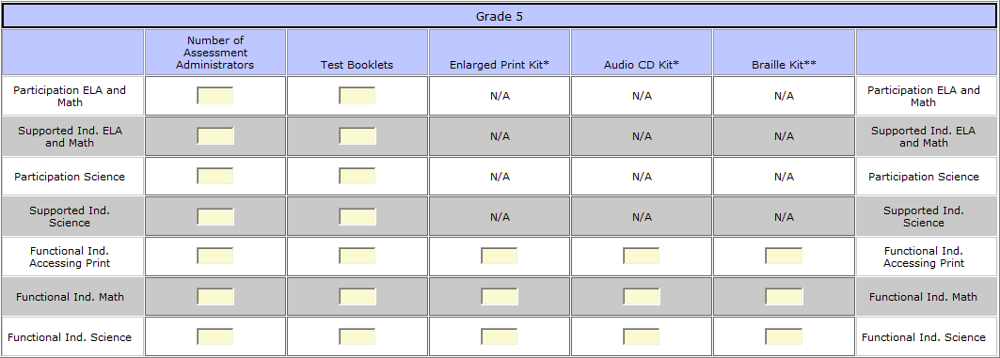 Grade 5
Number of
Assessment
Administrators
Test Booklets
Enlarged Print Kit*
Audio CD Kit*
Braille Kit**
Participation ELA and
Math
N/A
N/A
N/A
Participation ELA and
Math
Supported Ind. ELA
and Math
N/A
N/A
N/A
Supported Ind. ELA
and Math
Participation Science
N/A
N/A
N/A
Participation Science
Supported Ind.
Science
N/A
N/A
N/A
Supported Ind.
Science
Functional Ind.
Accessing Print
Functional Ind.
Accessing Print
Functional Ind. Math
Functional Ind. Math
Functional Ind. Science
Functional Ind. Science